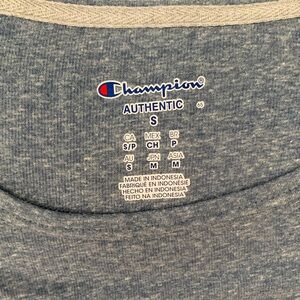 Champion
AUTHENTIC
S
CA MEX BR
S/P CH P
AU JPN ASIA
S M M
MADE IN INDONESIA
FABRIQUÉ EN INDONÉSIE
HECHO EN INDONESIA
FEITO NA INDONÉSIA